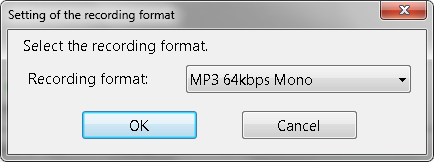 Setting of the recording format
Select the recording format.
Recording format: MP3 64kbps Mono
OK Cancel